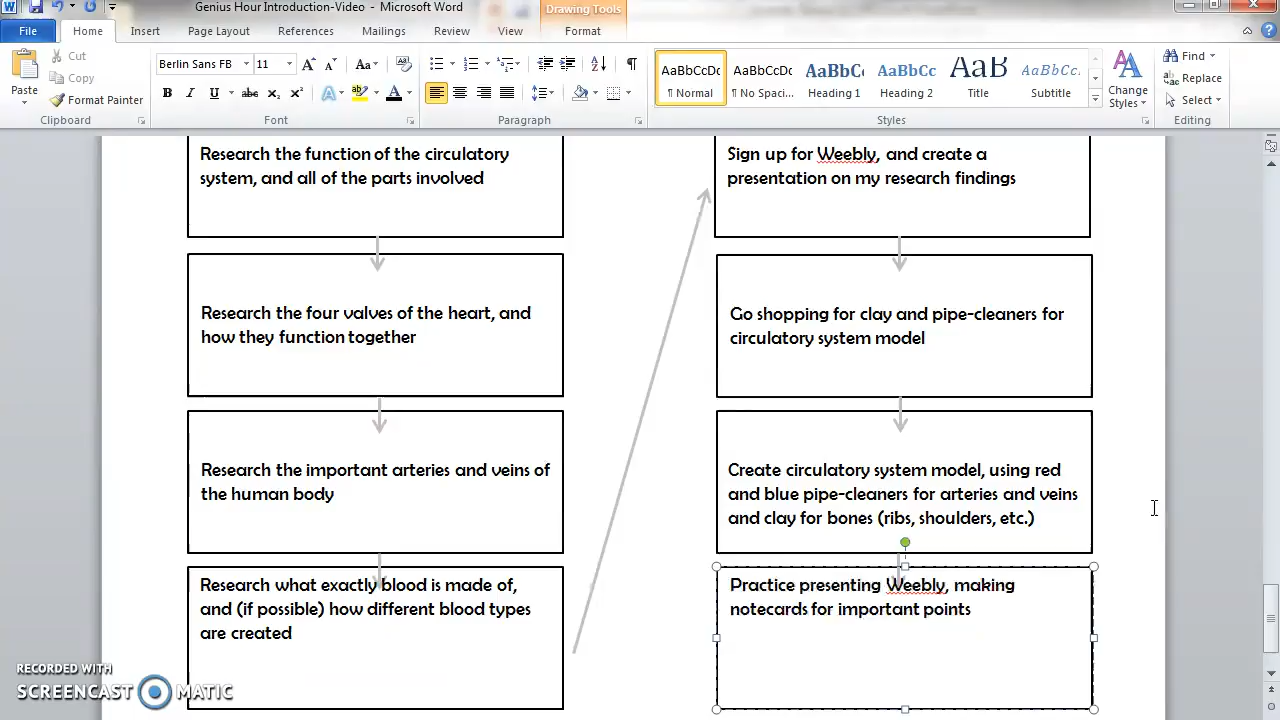 Genius Hour Introduction-Video - Microsoft Word
Drawing Tools
File
Home
Insert
Page Layout
References
Mailings
Review
View
Format
Paste
Cut
Copy
Format Painter
Clipboard
Berlin Sans FB
11
Font
Paragraph
AaBbCcDc
¶ Normal
AaBbCcDc
¶ No Spaci...
AaBbC
Heading 1
AaBbCc
Heading 2
AaB
Title
AaBbCc.
Subtitle
Styles
Change
Styles
Find
Replace
Select
Editing
Research the function of the circulatory
system, and all of the parts involved
Research the four valves of the heart, and
how they function together
Research the important arteries and veins of
the human body
Research what exactly blood is made of,
and (if possible) how different blood types
are created
Sign up for Weebly, and create a
presentation on my research findings
Go shopping for clay and pipe-cleaners for
circulatory system model
Create circulatory system model, using red
and blue pipe-cleaners for arteries and veins
and clay for bones (ribs, shoulders, etc.)
Practice presenting Weebly, making
notecards for important points
RECORDED WITH
SCREENCAST MATIC